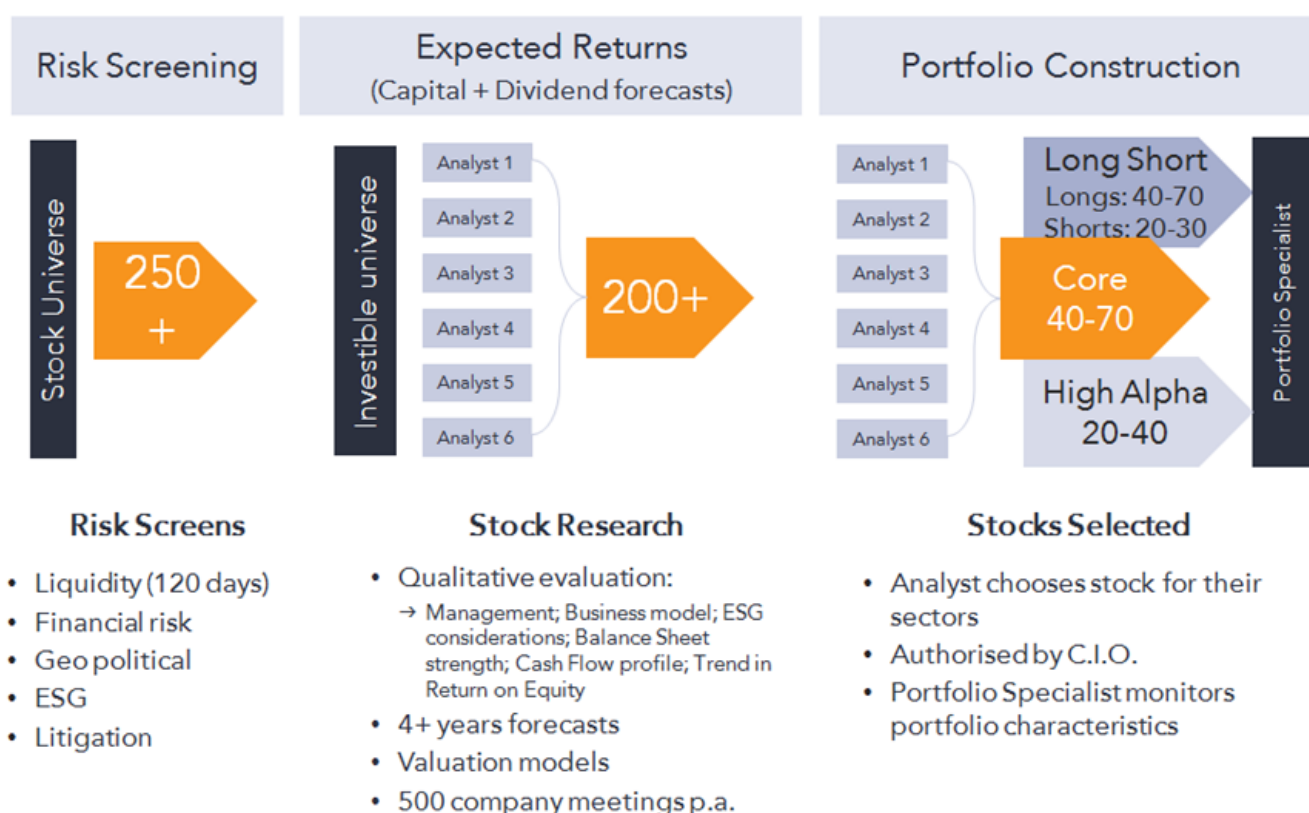 Risk Screening
Expected Returns
(Capital + Dividend forecasts)
Portfolio Construction
Stock Universe
250
+
Investible universe
Analyst 1
Analyst 2
Analyst 3
Analyst 4
Analyst 5
Analyst 6
200+
Analyst 1
Analyst 2
Analyst 3
Analyst 4
Analyst 5
Analyst 6
Long Short
Longs: 40-70
Shorts: 20-30
Core
40-70
High Alpha
20-40
Portfolio Specialist
Risk Screens
• Liquidity (120 days)
• Financial risk
• Geo political
• ESG
• Litigation
Stock Research
• Qualitative evaluation:
→ Management; Business model; ESG
considerations; Balance Sheet
strength; Cash Flow profile; Trend in
Return on Equity
• 4+ years forecasts
• Valuation models
• 500 company meetings p.a.
Stocks Selected
• Analyst chooses stock for their
sectors
• Authorised by C.I.O.
• Portfolio Specialist monitors
portfolio characteristics